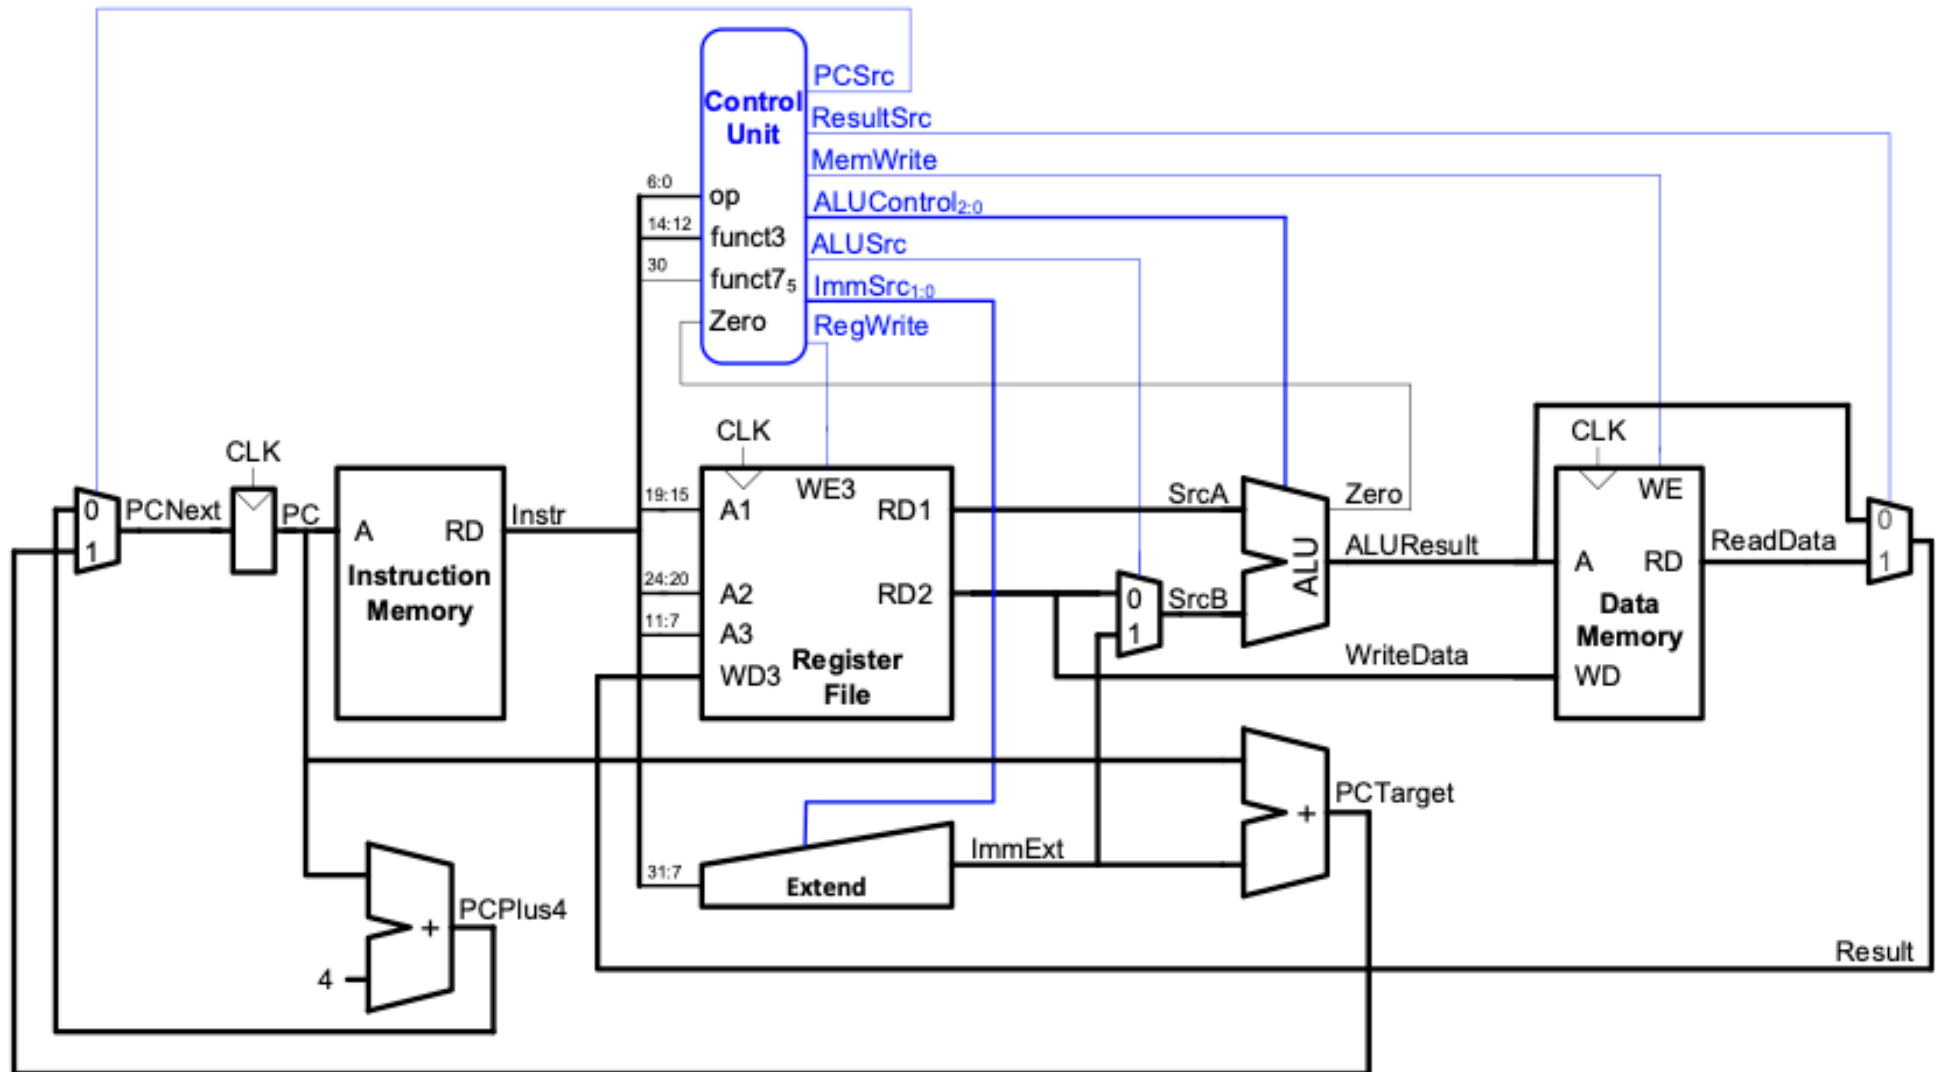 PCSrc
Control
Unit
ResultSrc
MemWrite
6:0
op
ALUControl2:0
14:12
funct3
ALUSrc
30
funct75
ImmSrc1:0
Zero
RegWrite
CLK
CLK
CLK
0
1
PCNext
PC
A
RD
Instruction
Memory
Instr
19:15
A1
WE3
RD1
24:20
A2
RD2
11:7
A3
WD3
Register
File
SrcA
0
1
SrcB
ALU
Zero
ALUResult
WriteData
WE
A
RD
Data
Memory
WD
ReadData
0
1
PCTarget
+
31:7
Extend
ImmExt
PCPlus4
+
4
Result